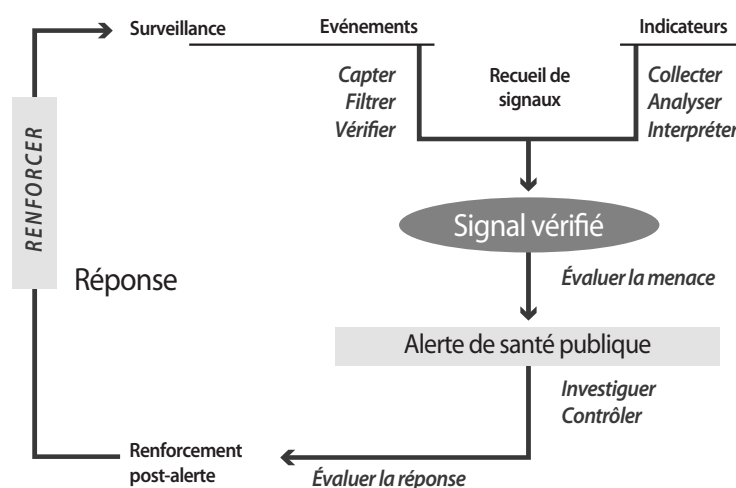 Surveillance
Evénements
Indicateurs
Capter
Filtrer
Vérifier
Recueil de
signaux
Collecter
Analyser
Interpréter
RENFORCER
Signal vérifié
Réponse
Évaluer la menace
Alerte de santé publique
Investiguer
Contrôler
Renforcement
post-alerte
Évaluer la réponse